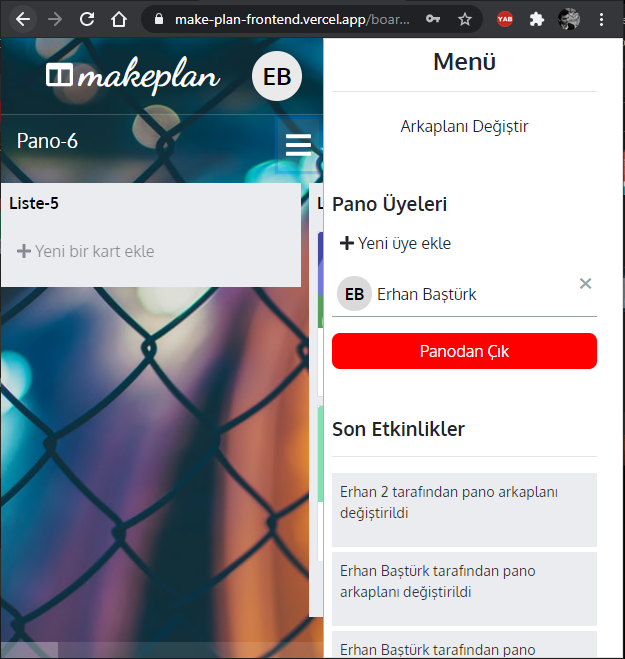 make-plan-frontend.vercel.app/boar...
YAB
makeplan
EB
Pano-6
Liste-5
Yeni bir kart ekle
L
Menü
Arkaplanı Değiştir
Pano Üyeleri
Yeni üye ekle
EB Erhan Baştürk
Panodan Çık
Son Etkinlikler
Erhan 2 tarafından pano arkaplanı
değiştirildi
Erhan Baştürk tarafından pano
arkaplanı değiştirildi
Erhan Baştürk tarafından pano